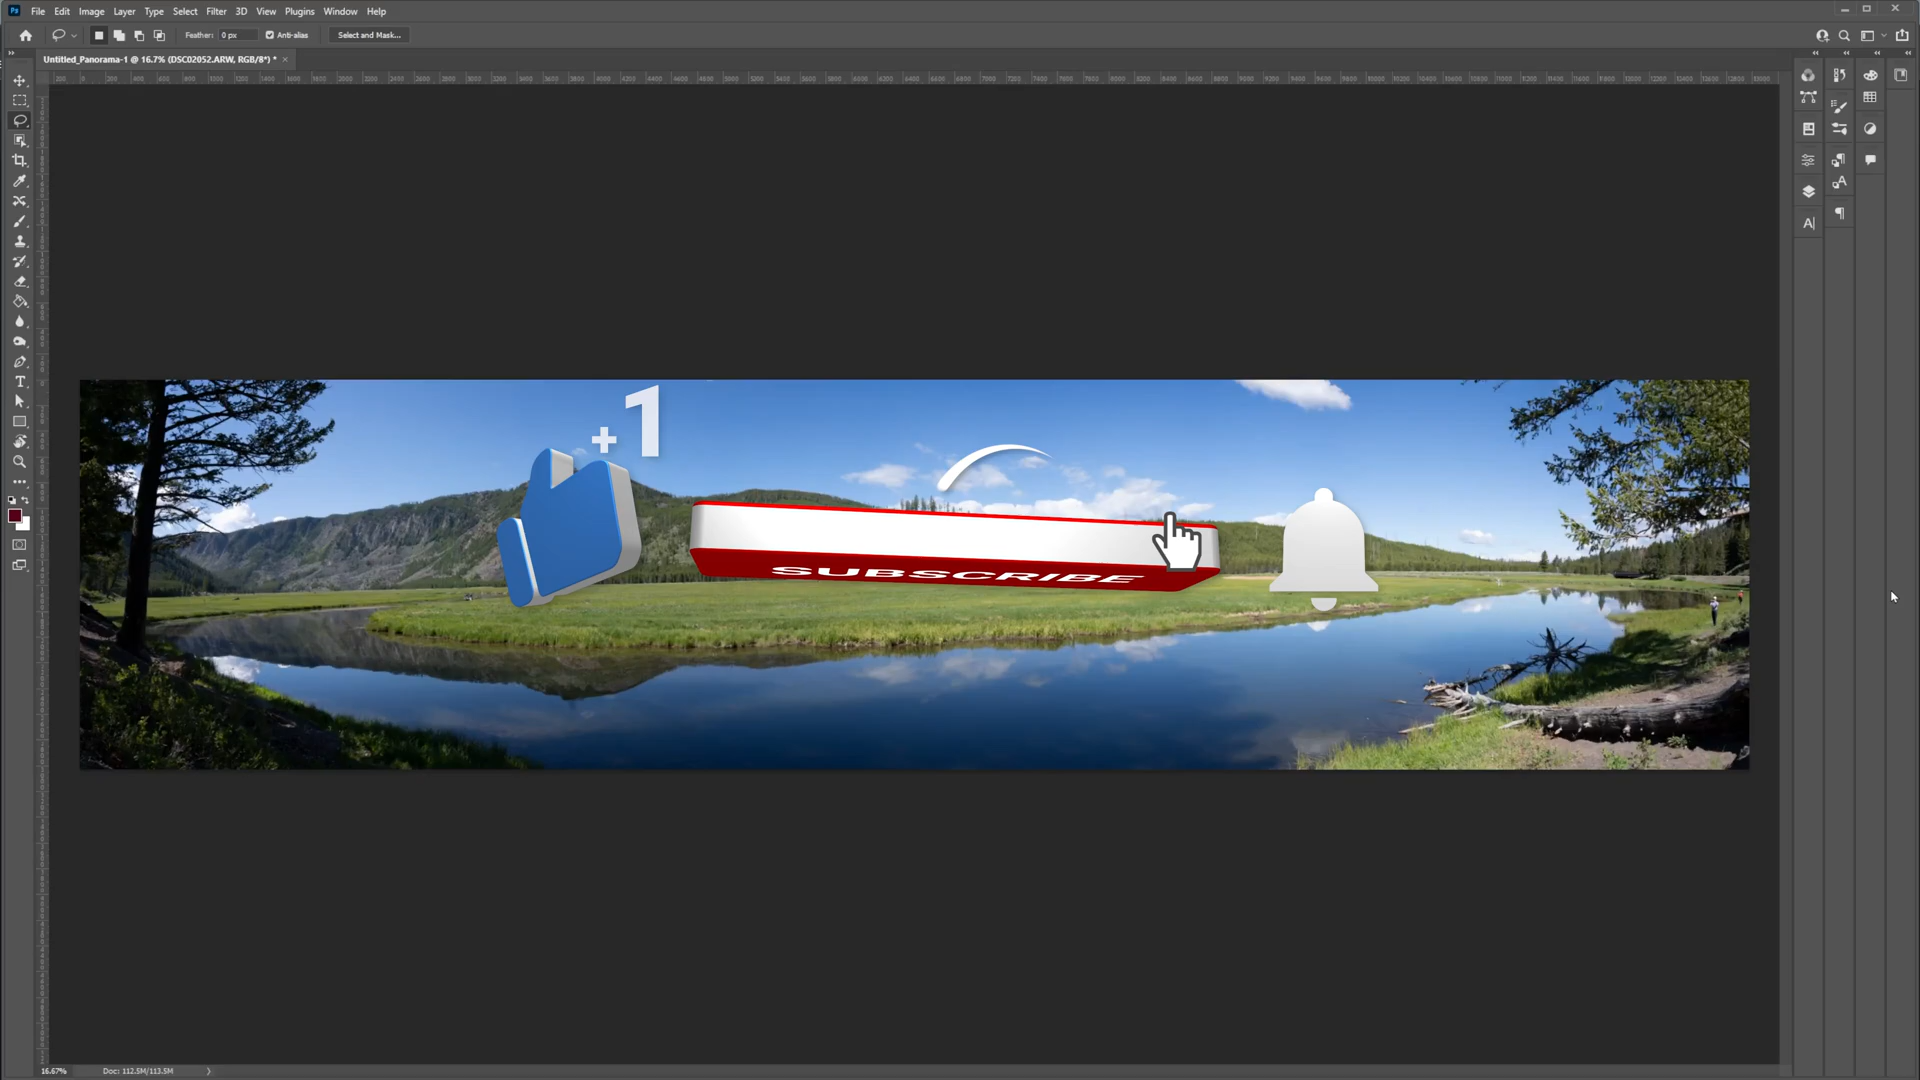 Ps File Edit Image Layer Type Select Filter 3D View Plugins Window Help
Feather: 0 px Anti-alias Select and Mask...
Untitled_Panorama-1 @ 16.7% (DSC02052.ARW, RGB/8*) * ×
+1
SUBSCRIBE
16.67% Doc: 112.5M/113.5M